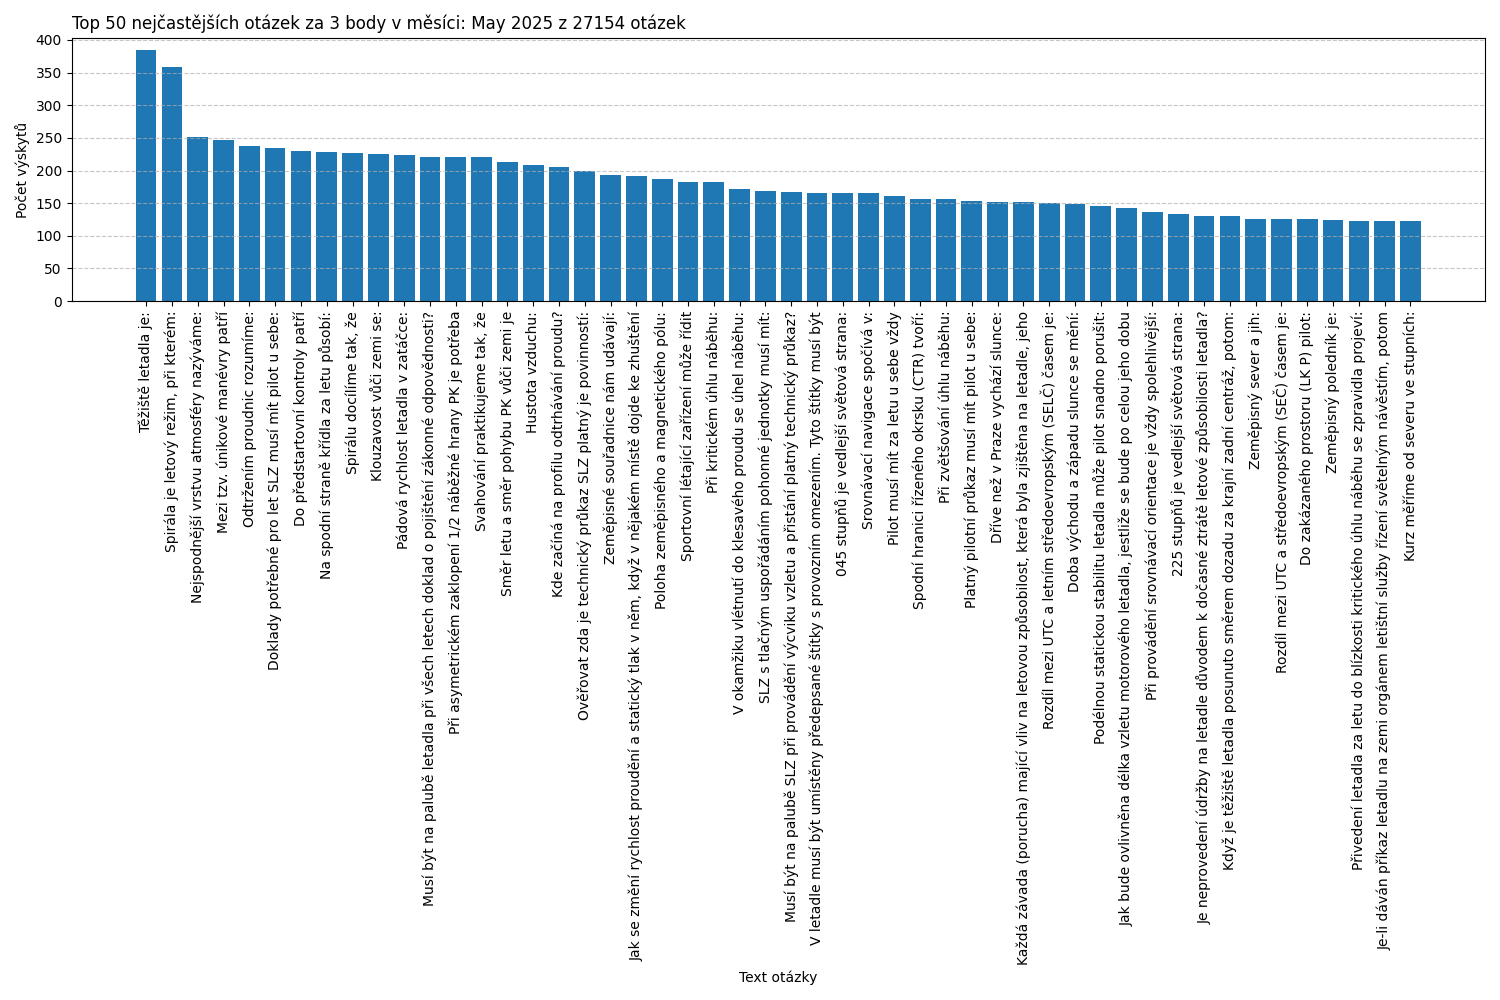 Top 50 nejčastějších otázek za 3 body v měsíci: May 2025 z 27154 otázek
Počet výskytů
400
350
300
250
200
150
100
50
0
Těžiště letadla je:
Spirála je letový režim, při kterém:
Nejspodnější vrstvu atmosféry nazýváme:
Mezi tzv. únikové manévry patří
Odtržením proudnic rozumíme:
Doklady potřebné pro let SLZ musí mít pilot u sebe:
Do předstartovní kontroly patří
Na spodní straně křídla za letu působí:
Spirálu docílíme tak, že
Klouzavost vůči zemi se:
Pádová rychlost letadla v zatáčce:
Musí být na palubě letadla při všech letech doklad o pojištění zákonné odpovědnosti?
Při asymetrickém zaklopení 1/2 náběžné hrany PK je potřeba
Svahování praktikujeme tak, že
Směr letu a směr pohybu PK vůči zemi je
Hustota vzduchu:
Kde začíná na profilu odtrhávání proudu?
Ověřovat zda je technický průkaz SLZ platný je povinností:
Zeměpisné souřadnice nám udávají:
Jak se změní rychlost proudění a statický tlak v něm, když v nějakém místě dojde ke zhuštění
Poloha zeměpisného a magnetického pólu:
Sportovní létající zařízení může řídit
Při kritickém úhlu náběhu:
V okamžiku vlétnutí do klesavého proudu se úhel náběhu:
SLZ s tlačným uspořádáním pohonné jednotky musí mít:
Musí být na palubě SLZ při provádění výcviku vzletu a přistání platný technický průkaz?
V letadle musí být umístěny předepsané štítky s provozním omezením. Tyto štítky musí být
045 stupňů je vedlejší světová strana:
Srovnávací navigace spočívá v:
Pilot musí mít za letu u sebe vždy
Spodní hranici řízeného okrsku (CTR) tvoří:
Při zvětšování úhlu náběhu:
Platný pilotní průkaz musí mít pilot u sebe:
Dříve než v Praze vychází slunce:
Každá závada (porucha) mající vliv na letovou způsobilost, která byla zjištěna na letadle, jeho
Rozdíl mezi UTC a letním středoevropským (SELČ) časem je:
Doba východu a západu slunce se mění:
Podélnou statickou stabilitu letadla může pilot snadno porušit:
Jak bude ovlivněna délka vzletu motorového letadla, jestliže se bude po celou jeho dobu
Při provádění srovnávací orientace je vždy spolehlivější:
225 stupňů je vedlejší světová strana:
Je neprovedení údržby na letadle důvodem k dočasné ztrátě letové způsobilosti letadla?
Když je těžiště letadla posunuto směrem dozadu za krajní zadní centráž, potom:
Zeměpisný sever a jih:
Rozdíl mezi UTC a středoevropským (SEČ) časem je:
Do zakázaného prostoru (LK P) pilot:
Zeměpisný poledník je:
Přivedení letadla za letu do blízkosti kritického úhlu náběhu se zpravidla projeví:
Je-li dáván příkaz letadlu na zemi orgánem letištní služby řízení světelným návěstím, potom
Kurz měříme od severu ve stupních:
Text otázky